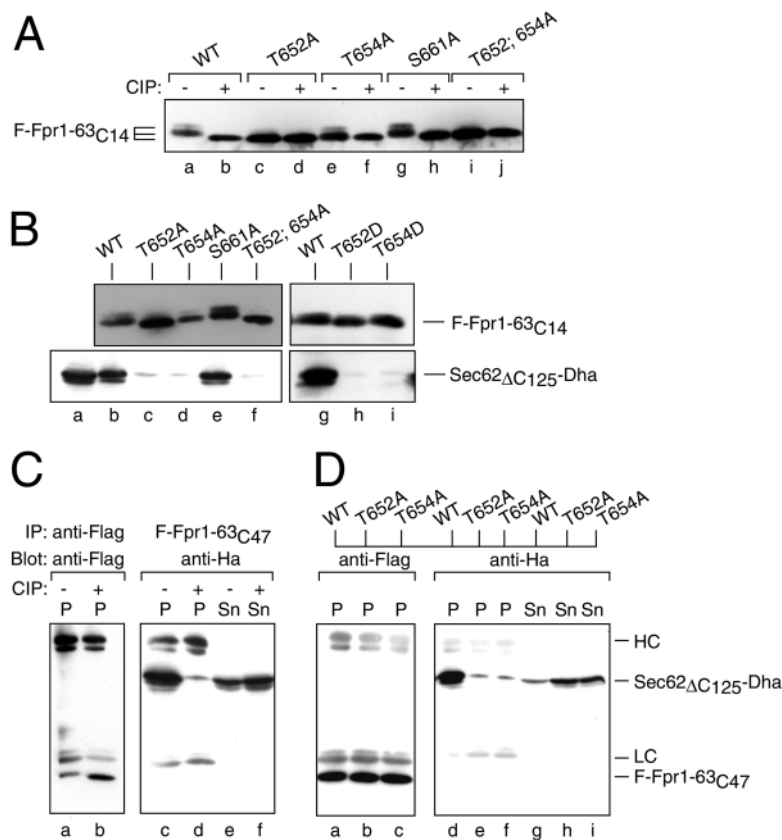 A
WT T652A T654A S661A T652; 654A
CIP: - + - + - + - + - +
F-Fpr1-63C14
a b c d e f g h i j
B
WT T652A T654A S661A T652; 654A WT T652D T654D
F-Fpr1-63C14
Sec62ΔC125-Dha
a b c d e f g h i
C
IP: anti-Flag F-Fpr1-63C47
Blot: anti-Flag anti-Ha
CIP: - + - + - +
P P P P Sn Sn
a b c d e f
D
WT T652A T654A WT T652A T654A WT T652A T654A
anti-Flag anti-Ha
P P P P P P Sn Sn Sn
HC
Sec62ΔC125-Dha
LC
F-Fpr1-63C47
a b c d e f g h i